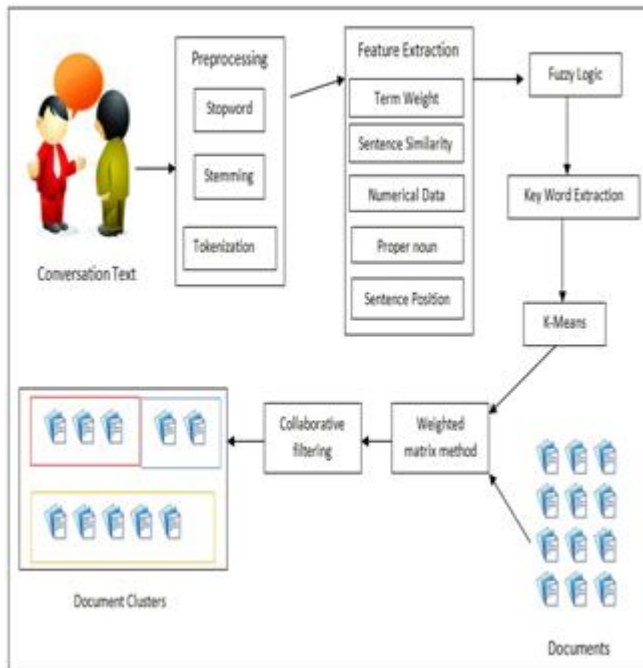 Conversation Text
Preprocessing
Stopword
Stemming
Tokenization
Feature Extraction
Term Weight
Sentence Similarity
Numerical Data
Proper noun
Sentence Position
Fuzzy Logic
Key Word Extraction
K-Means
Weighted
matrix method
Collaborative
filtering
Document Clusters
Documents